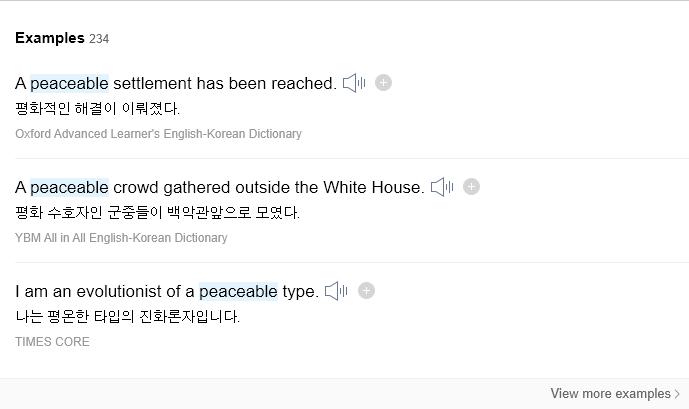 Examples 234
A peaceable settlement has been reached.
평화적인 해결이 이뤄졌다.
Oxford Advanced Learner's English-Korean Dictionary
A peaceable crowd gathered outside the White House.
평화 수호자인 군중들이 백악관앞으로 모였다.
YBM All in All English-Korean Dictionary
I am an evolutionist of a peaceable type.
나는 평온한 타입의 진화론자입니다.
TIMES CORE
View more examples